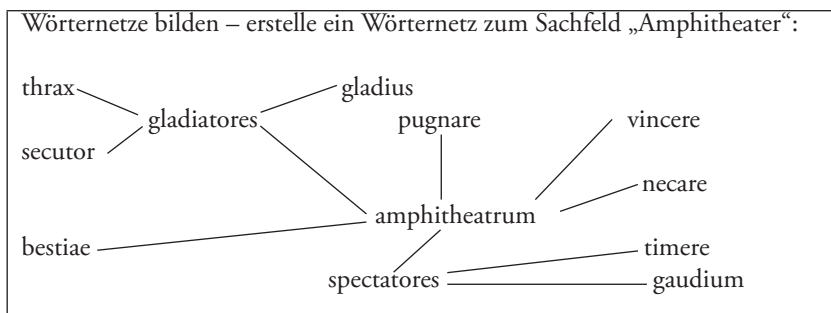 Wörternetze bilden – erstelle ein Wörternetz zum Sachfeld „Amphitheater“:
thrax
gladius
gladiatores
pugnare
vincere
secutor
necare
amphitheatrum
bestiae
timere
spectatores
gaudium